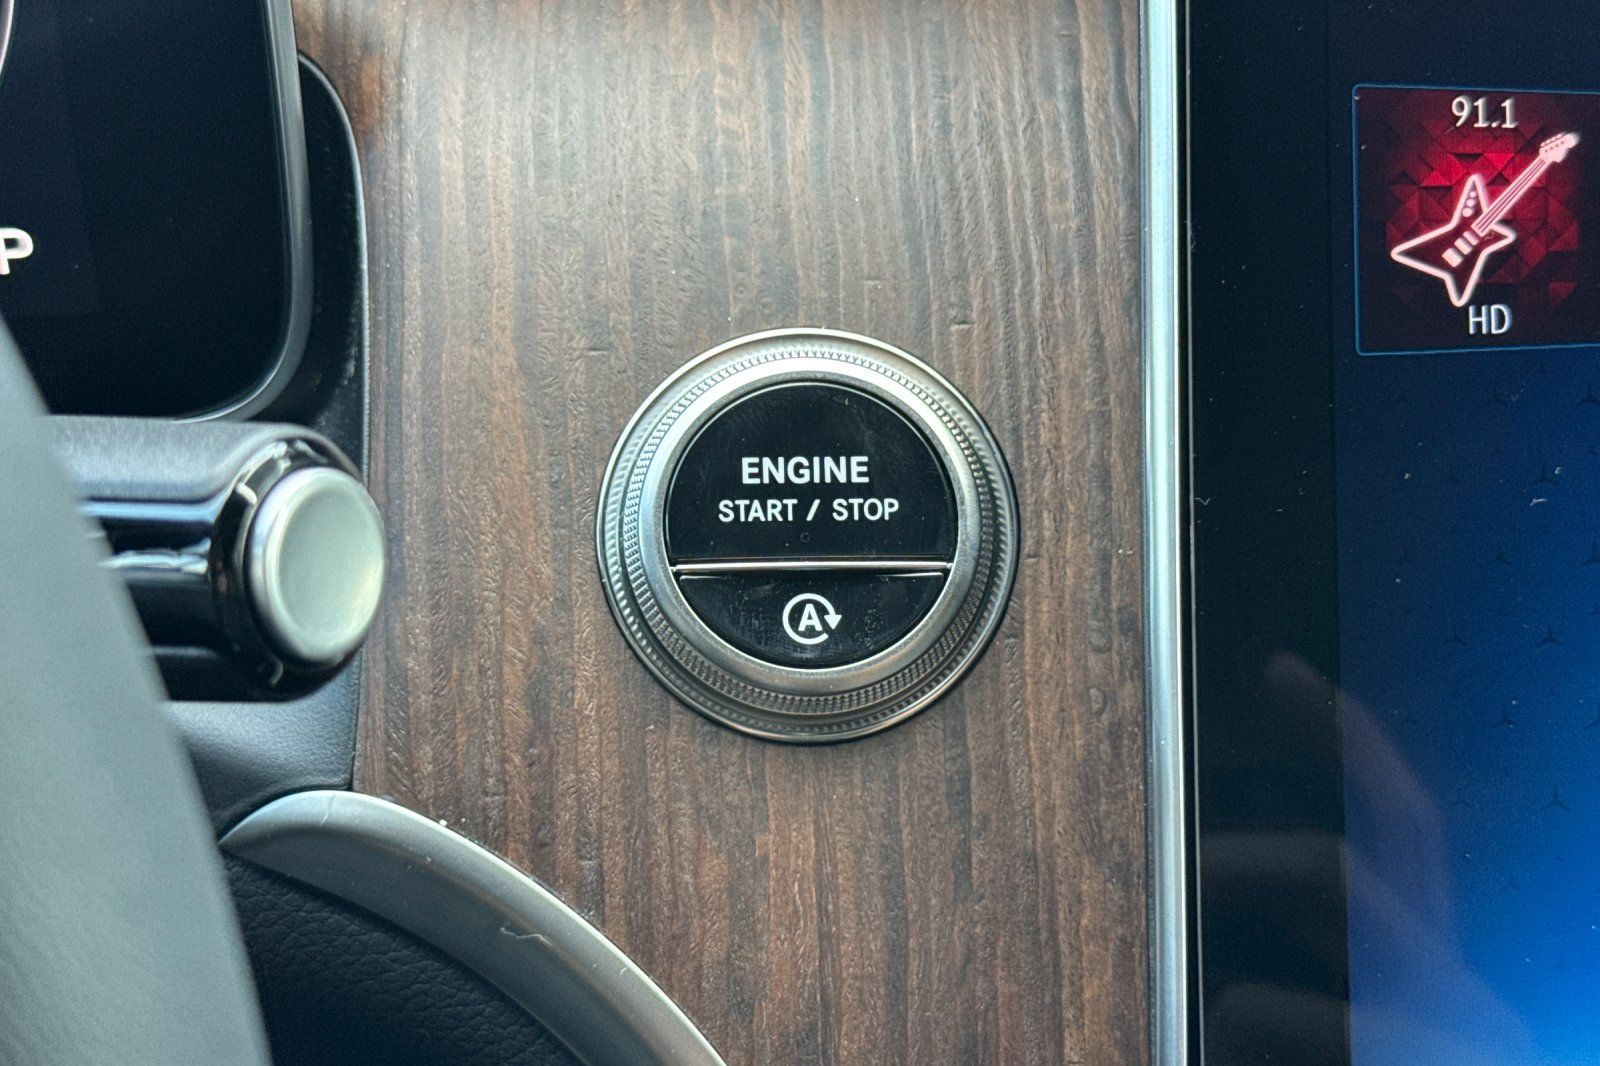 P
91.1
HD
ENGINE
START / STOP
A